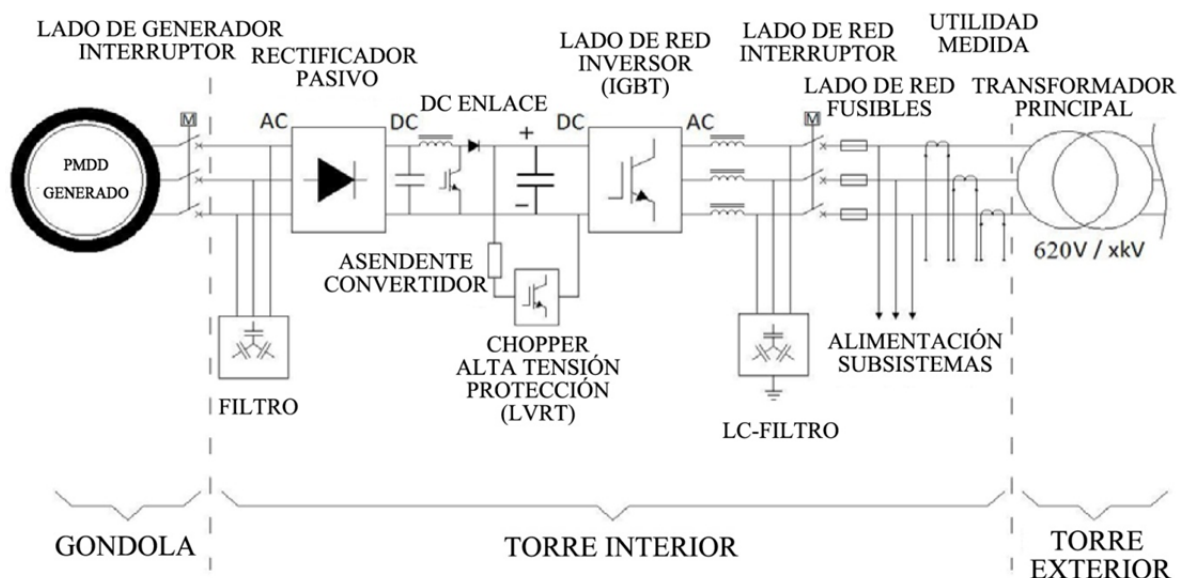 LADO DE GENERADOR
INTERRUPTOR
RECTIFICADOR
PASIVO
DC ENLACE
LADO DE RED
INVERSOR
(IGBT)
LADO DE RED
INTERRUPTOR
LADO DE RED
FUSIBLES
UTILIDAD
MEDIDA
TRANSFORMADOR
PRINCIPAL
M
AC
DC
+
−
DC
AC
M
PMDD
GENERADO
620V / xkV
ASENDENTE
CONVERTIDOR
CHOPPER
ALTA TENSIÓN
PROTECCIÓN
(LVRT)
FILTRO
LC-FILTRO
ALIMENTACIÓN
SUBSISTEMAS
GONDOLA
TORRE INTERIOR
TORRE
EXTERIOR